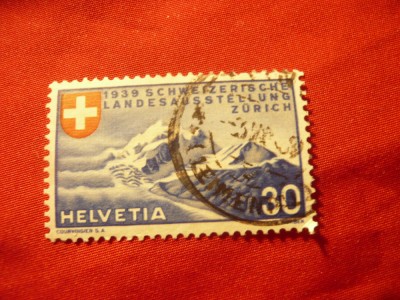 1939 SCHWEIZERISCHE
LANDESAUSSTELLUNG
ZÜRICH
HELVETIA
30
COURVOISIER S.A.